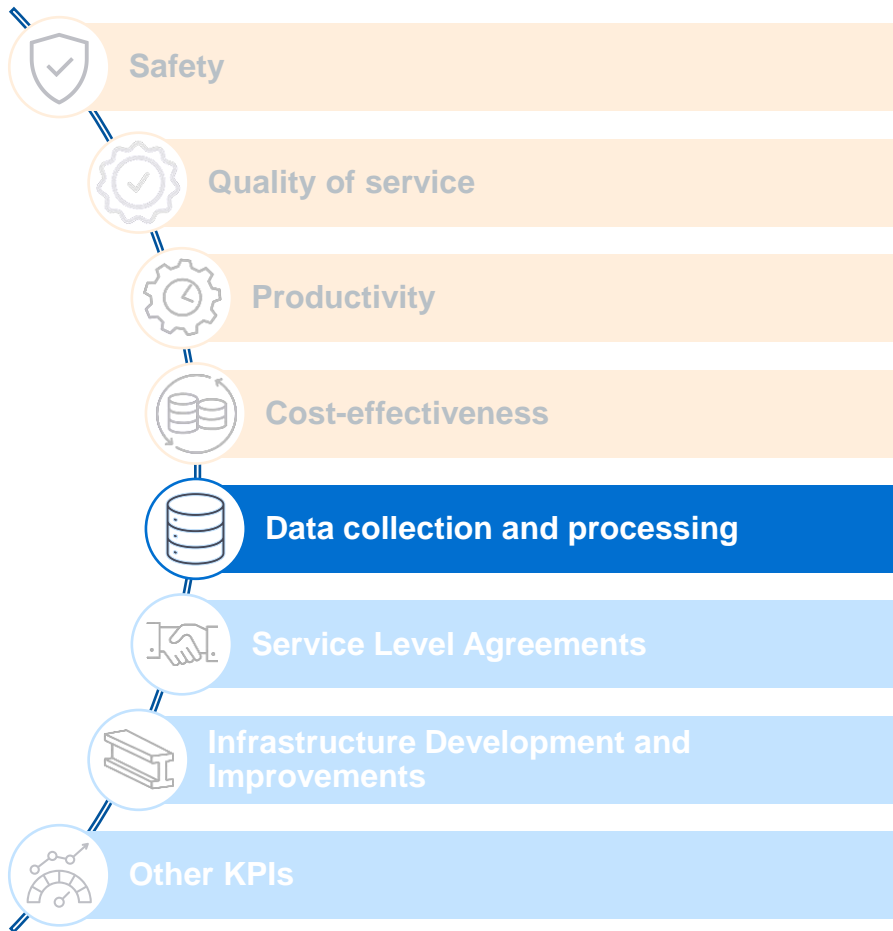 Safety
Quality of service
Productivity
Cost-effectiveness
Data collection and processing
Service Level Agreements
Infrastructure Development and
Improvements
Other KPIs